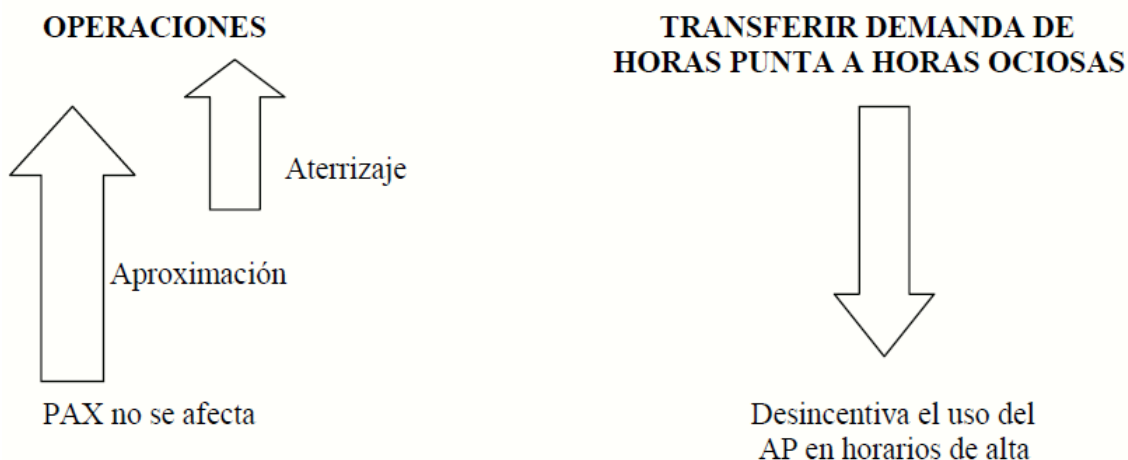 OPERACIONES
Aterrizaje
Aproximación
PAX no se afecta
TRANSFERIR DEMANDA DE
HORAS PUNTA A HORAS OCIOSAS
Desincentiva el uso del
AP en horarios de alta